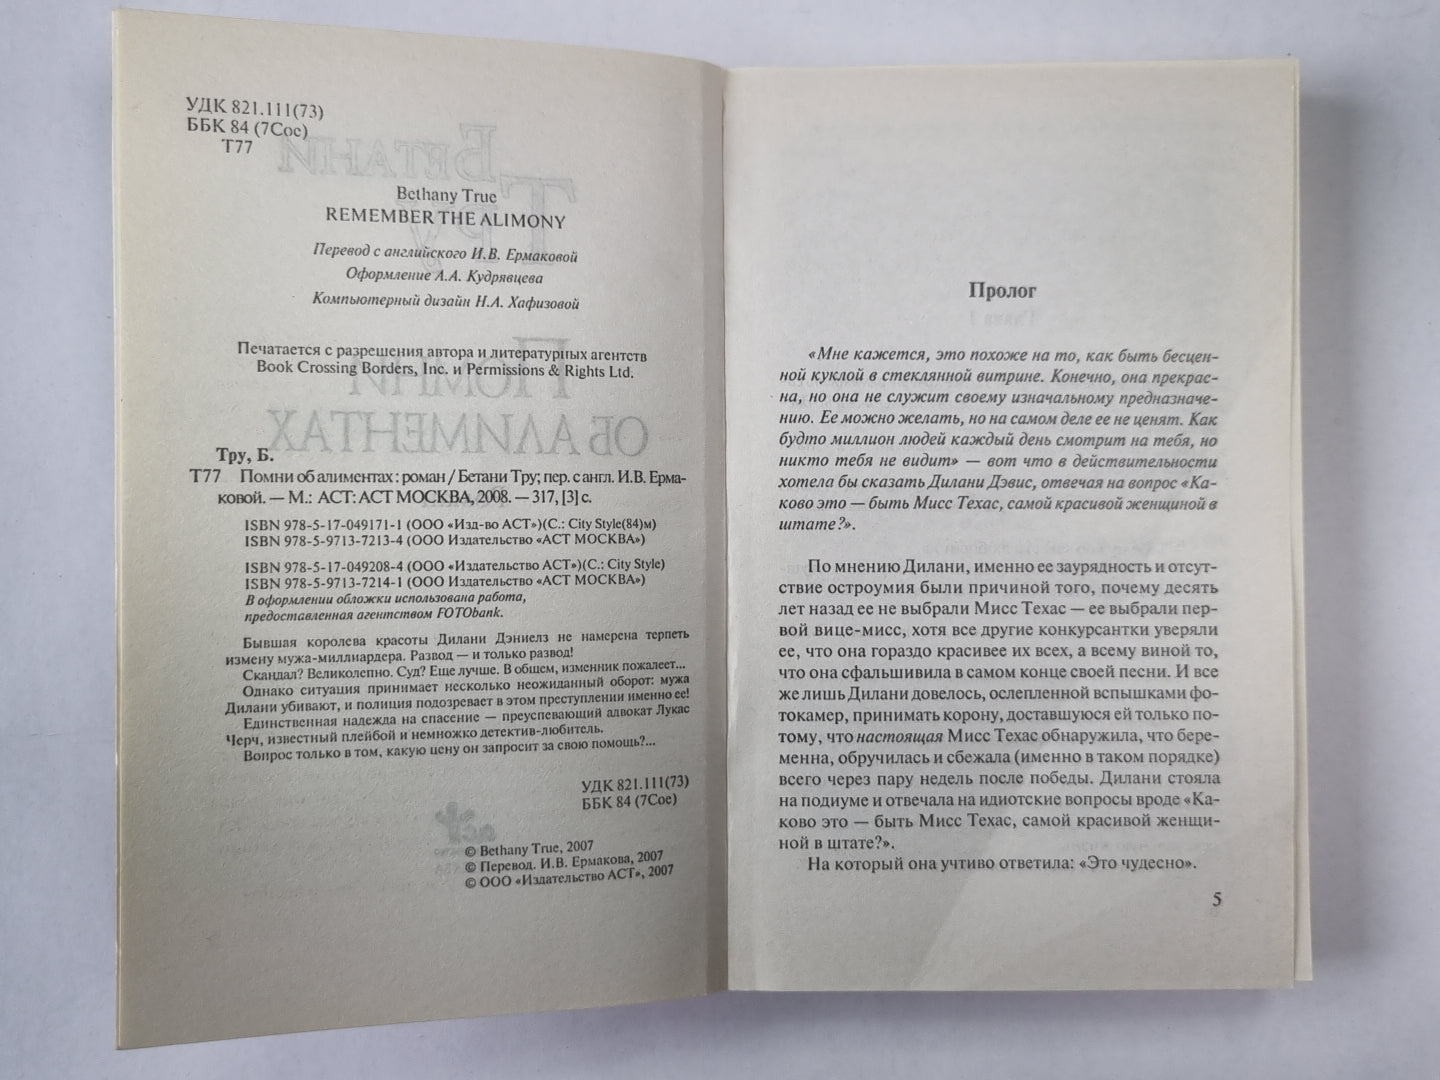 УДК 821.111(73)
ББК 84 (7Сое)
Т77
Bethany True
REMEMBER THE ALIMONY
Перевод с английского И.В. Ермаковой
Оформление А.А. Кудрявцева
Компьютерный дизайн Н.А. Хафизовой
Печатается с разрешения автора и литературных агентств
Book Crossing Borders, Inc. и Permissions & Rights Ltd.
Тру, Б.
Т77 Помни об алиментах : роман / Бетани Тру; пер. с англ. И.В. Ерма-
ковой. — М.: АСТ: АСТ МОСКВА, 2008. — 317, [3] с.
ISBN 978-5-17-049171-1 (ООО «Изд-во АСТ»)(С.: City Style(84)м)
ISBN 978-5-9713-7213-4 (ООО Издательство «АСТ МОСКВА»)
ISBN 978-5-17-049208-4 (ООО «Издательство АСТ»)(С.: City Style)
ISBN 978-5-9713-7214-1 (ООО Издательство «АСТ МОСКВА»)
В оформлении обложки использована работа,
предоставленная агентством FOTObank.
Бывшая королева красоты Дилани Дэниелз не намерена терпеть
измену мужа-миллиардера. Развод — и только развод!
Скандал? Великолепно. Суд? Еще лучше. В общем, изменник пожалеет...
Однако ситуация принимает несколько неожиданный оборот: мужа
Дилани убивают, и полиция подозревает в этом преступлении именно ее!
Единственная надежда на спасение — преуспевающий адвокат Лукас
Черч, известный плейбой и немножко детектив-любитель.
Вопрос только в том, какую цену он запросит за свою помощь?...
УДК 821.111(73)
ББК 84 (7Сое)
© Bethany True, 2007
© Перевод. И.В. Ермакова, 2007
© ООО «Издательство АСТ», 2007
Пролог
«Мне кажется, это похоже на то, как быть бесцен-
ной куклой в стеклянной витрине. Конечно, она прекрас-
на, но она не служит своему изначальному предназначе-
нию. Ее можно желать, но на самом деле ее не ценят. Как
будто миллион людей каждый день смотрит на тебя, но
никто тебя не видит» — вот что в действительности
хотела бы сказать Дилани Дэвис, отвечая на вопрос «Ка-
ково это — быть Мисс Техас, самой красивой женщиной в
штате?».
По мнению Дилани, именно ее заурядность и отсут-
ствие остроумия были причиной того, почему десять
лет назад ее не выбрали Мисс Техас — ее выбрали пер-
вой вице-мисс, хотя все другие конкурсантки уверяли
ее, что она гораздо красивее их всех, а всему виной то,
что она сфальшивила в самом конце своей песни. И все
же лишь Дилани довелось, ослепленной вспышками фо-
токамер, принимать корону, доставшуюся ей только по-
тому, что настоящая Мисс Техас обнаружила, что бере-
менна, обручилась и сбежала (именно в таком порядке)
всего через пару недель после победы. Дилани стояла
на подиуме и отвечала на идиотские вопросы вроде «Ка-
ково это — быть Мисс Техас, самой красивой женщи-
ной в штате?».
На который она учтиво ответила: «Это чудесно».
5